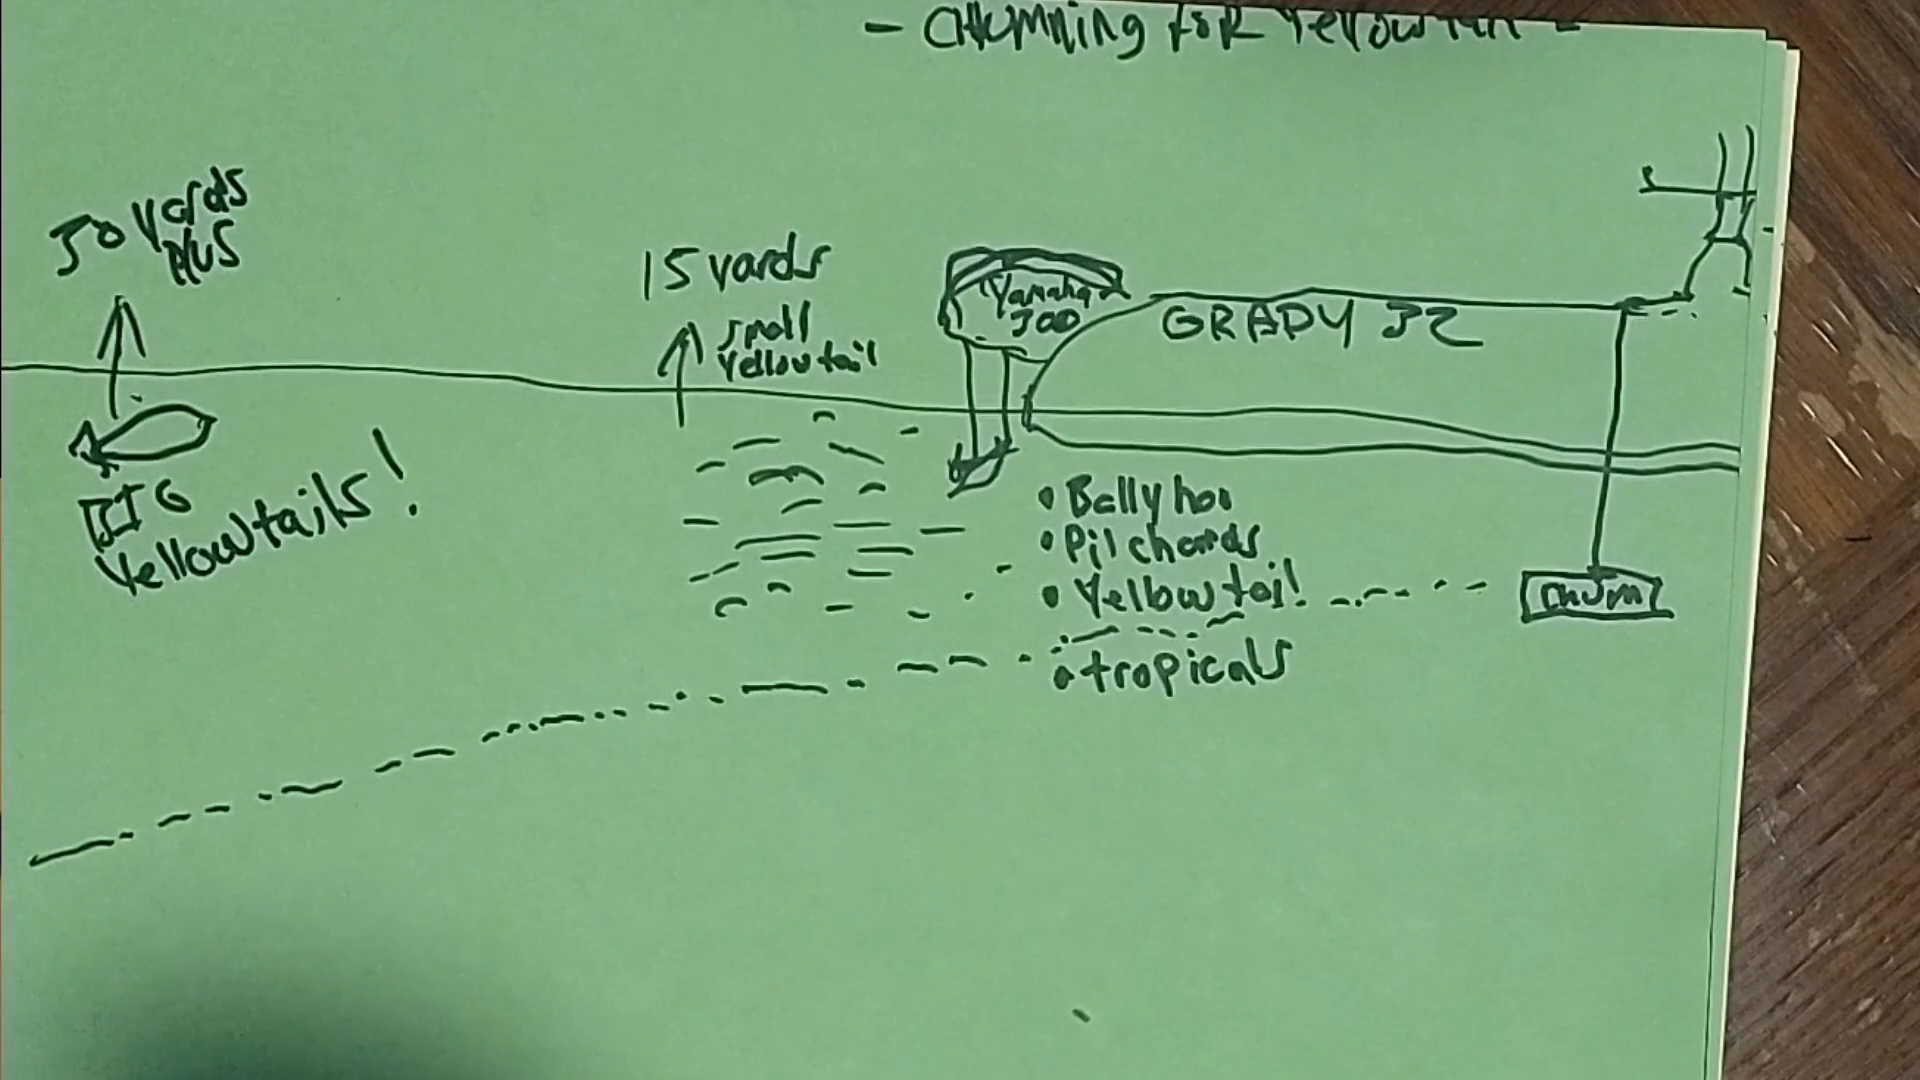 - CHUMMING FOR Yellowtail -
30 Yards
Plus
15 yards
small
Yellowtail
Yamaha
300
GRADY 32
BIG
Yellowtails!
• Ballyhoo
• Pilchards
• Yellowtail
• tropicals
Chum